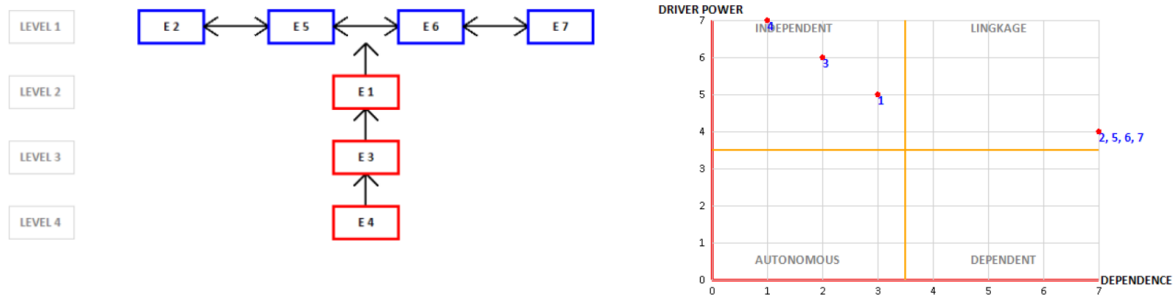 LEVEL 1
E 2
E 5
E 6
E 7
LEVEL 2
E 1
LEVEL 3
E 3
LEVEL 4
E 4
DRIVER POWER
7
6
5
4
3
2
1
0
INDEPENDENT
LINGKAGE
4
3
1
2, 5, 6, 7
AUTONOMOUS
DEPENDENT
DEPENDENCE
0
1
2
3
4
5
6
7